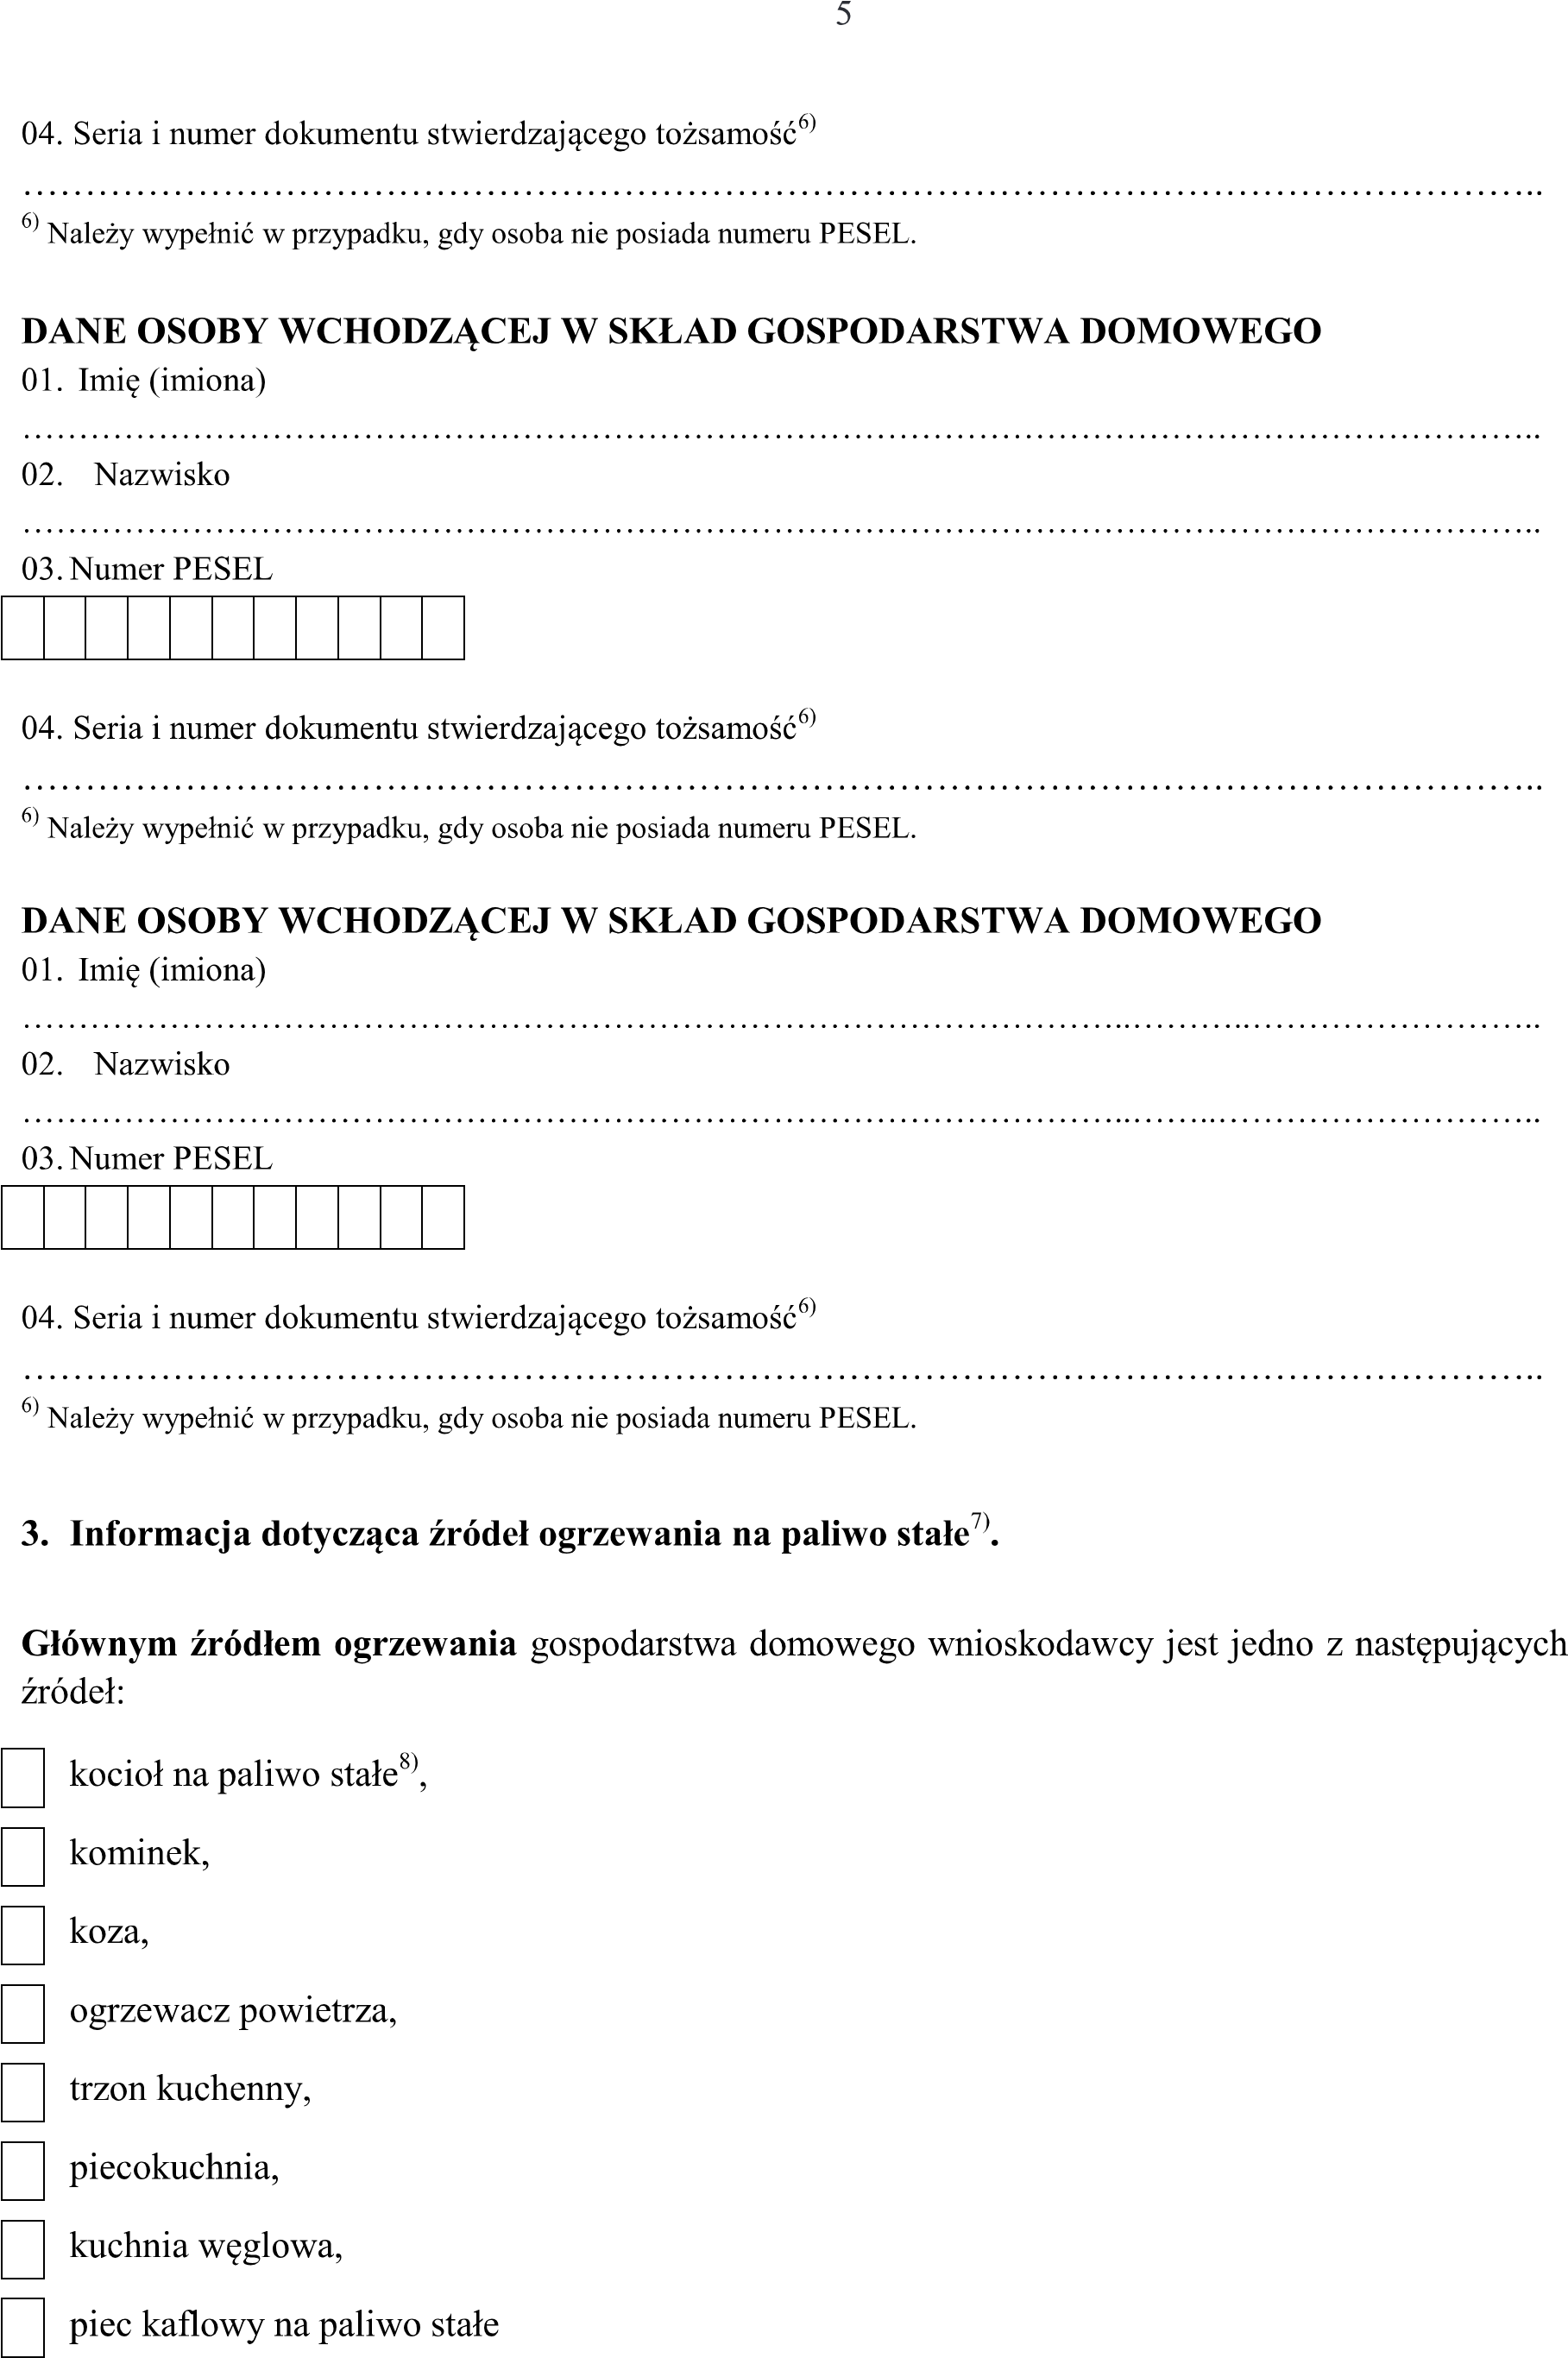 5
04. Seria i numer dokumentu stwierdzającego tożsamość6)
…………………………………………………………………………………………………………..
6) Należy wypełnić w przypadku, gdy osoba nie posiada numeru PESEL.
DANE OSOBY WCHODZĄCEJ W SKŁAD GOSPODARSTWA DOMOWEGO
01. Imię (imiona)
…………………………………………………………………………………………………………..
02. Nazwisko
…………………………………………………………………………………………………………..
03. Numer PESEL
04. Seria i numer dokumentu stwierdzającego tożsamość6)
…………………………………………………………………………………………………………..
6) Należy wypełnić w przypadku, gdy osoba nie posiada numeru PESEL.
DANE OSOBY WCHODZĄCEJ W SKŁAD GOSPODARSTWA DOMOWEGO
01. Imię (imiona)
……………………………………………………………………………..………..……………………..
02. Nazwisko
……………………………………………………………………………..……..………………………..
03. Numer PESEL
04. Seria i numer dokumentu stwierdzającego tożsamość6)
…………………………………………………………………………………………………………..
6) Należy wypełnić w przypadku, gdy osoba nie posiada numeru PESEL.
3. Informacja dotycząca źródeł ogrzewania na paliwo stałe7).
Głównym źródłem ogrzewania gospodarstwa domowego wnioskodawcy jest jedno z następujących
źródeł:
kocioł na paliwo stałe8),
kominek,
koza,
ogrzewacz powietrza,
trzon kuchenny,
piecokuchnia,
kuchnia węglowa,
piec kaflowy na paliwo stałe